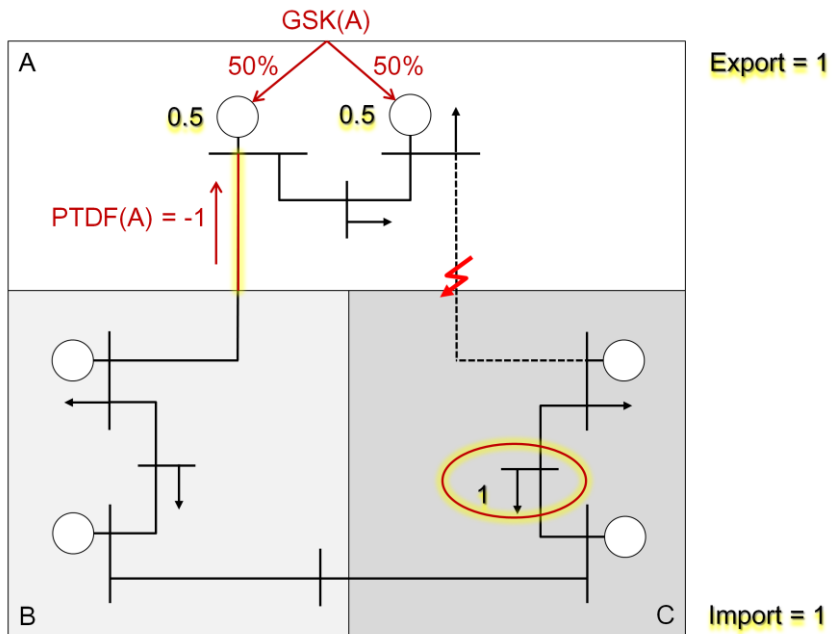 GSK(A)
A
50%
50%
Export = 1
0.5
0.5
PTDF(A) = -1
1
B
C
Import = 1